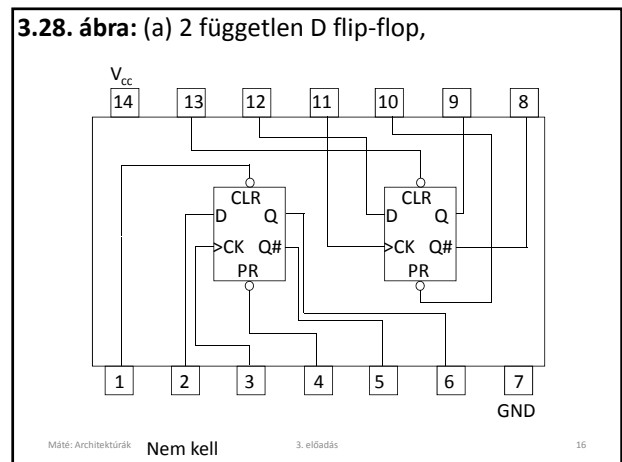 3.28. ábra: (a) 2 független D flip-flop,
Vcc
14 13 12 11 10 9 8
CLR
D Q
>CK Q#
PR
CLR
D Q
>CK Q#
PR
1 2 3 4 5 6 7
GND
Máté: Architektúrák Nem kell 3. előadás 16